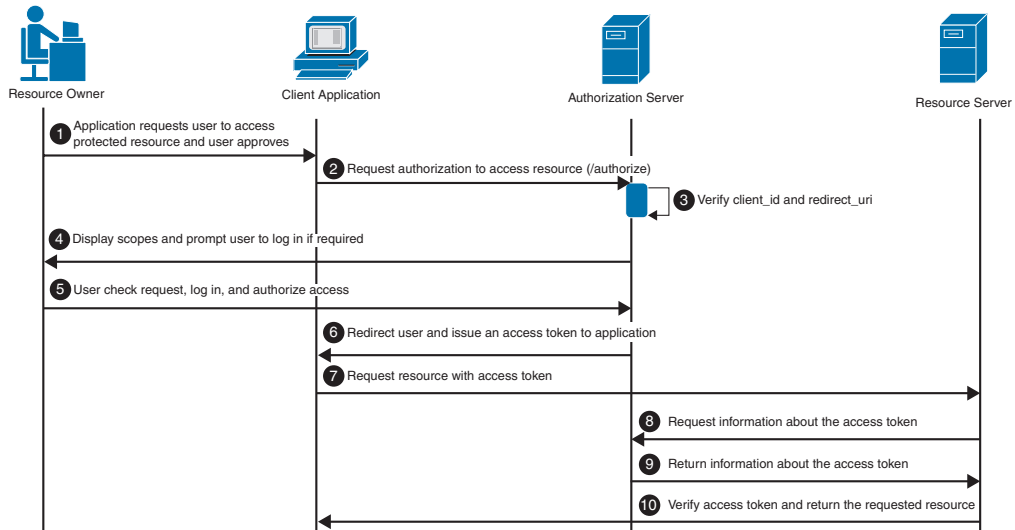 Resource Owner
Client Application
Authorization Server
Resource Server
1 Application requests user to access
protected resource and user approves
2 Request authorization to access resource (/authorize)
3 Verify client_id and redirect_uri
4 Display scopes and prompt user to log in if required
5 User check request, log in, and authorize access
6 Redirect user and issue an access token to application
7 Request resource with access token
8 Request information about the access token
9 Return information about the access token
10 Verify access token and return the requested resource